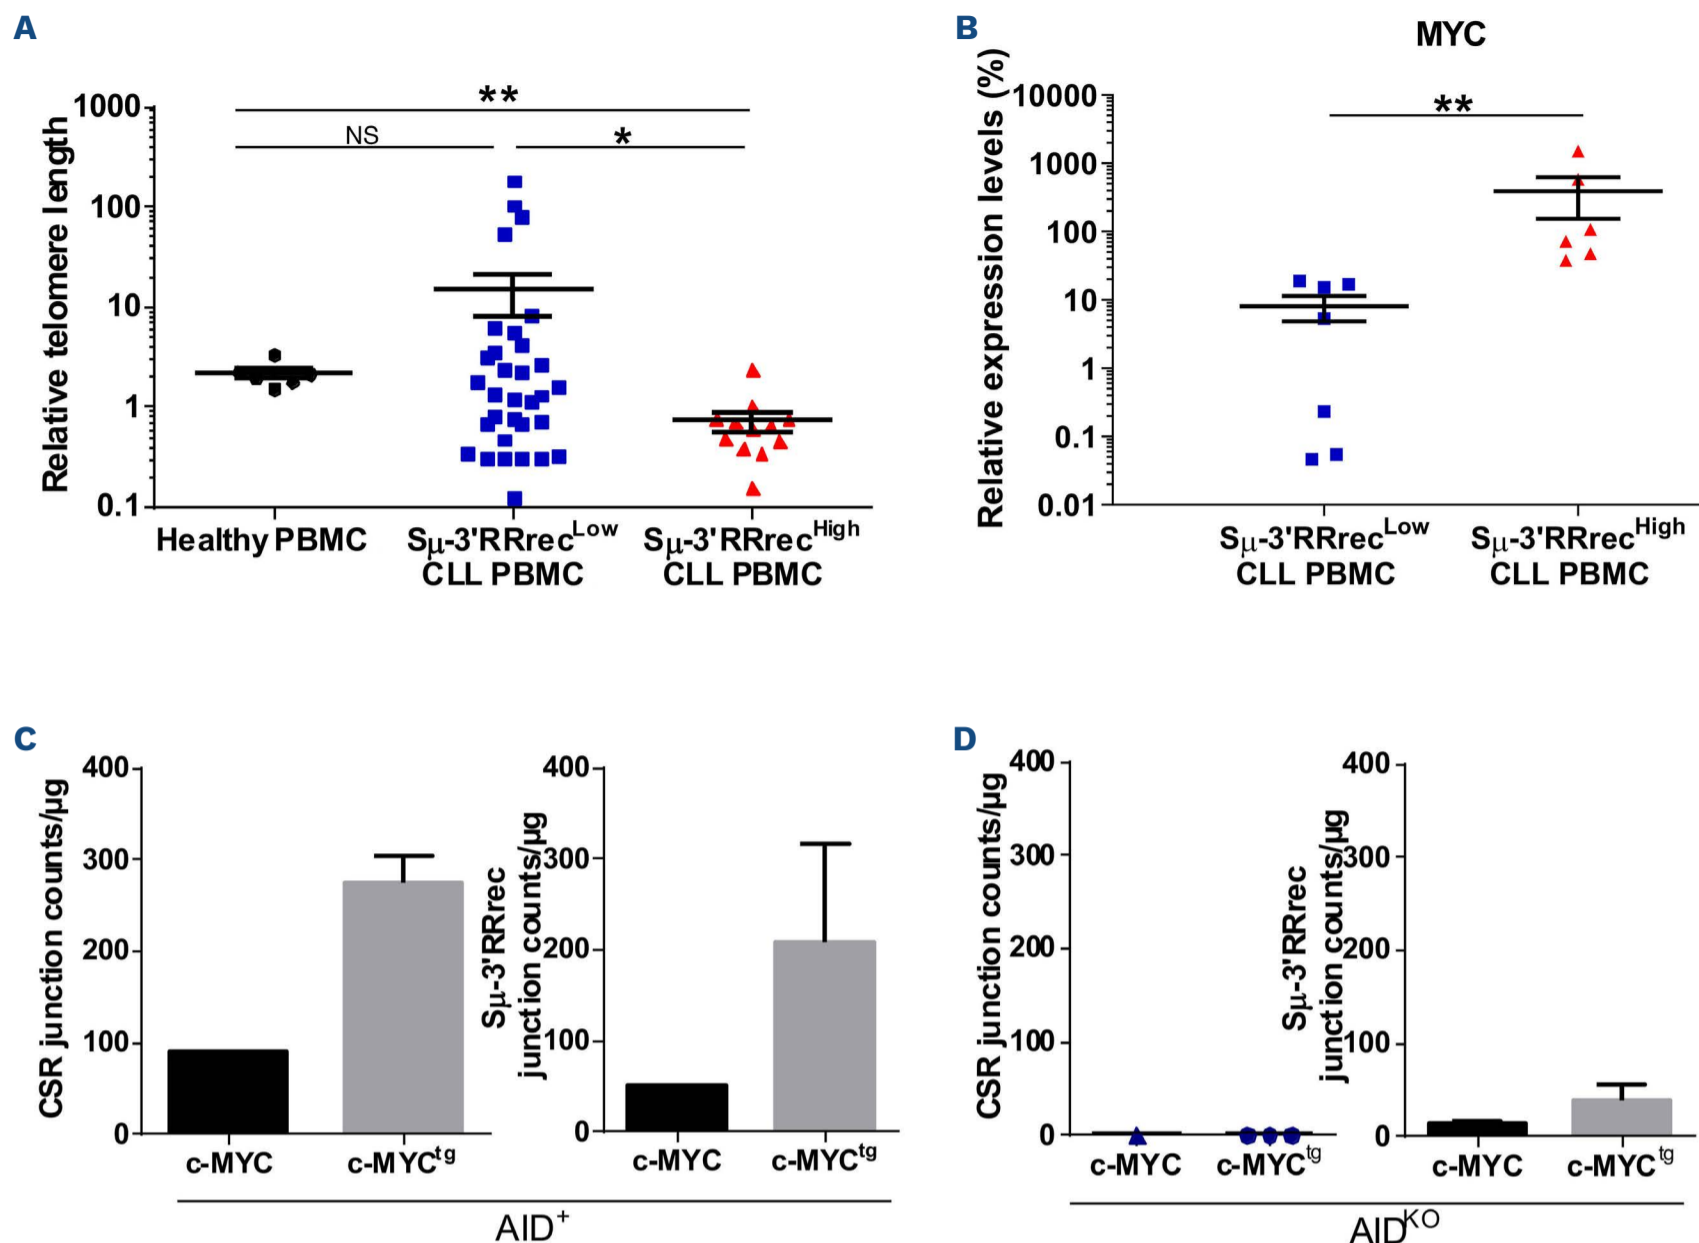 A
Relative telomere length
1000
100
10
1
0.1
**
NS
*
Healthy PBMC
Sμ-3'RRrecLow
CLL PBMC
Sμ-3'RRrecHigh
CLL PBMC
B
MYC
Relative expression levels (%)
10000
1000
100
10
1
0.1
0.01
**
Sμ-3'RRrecLow
CLL PBMC
Sμ-3'RRrecHigh
CLL PBMC
C
CSR junction counts/μg
400
300
200
100
0
c-MYC
c-MYCtg
Sμ-3'RRrec
junction counts/μg
400
300
200
100
0
c-MYC
c-MYCtg
AID+
D
CSR junction counts/μg
400
300
200
100
0
c-MYC
c-MYCtg
Sμ-3'RRrec
junction counts/μg
400
300
200
100
0
c-MYC
c-MYCtg
AIDKO